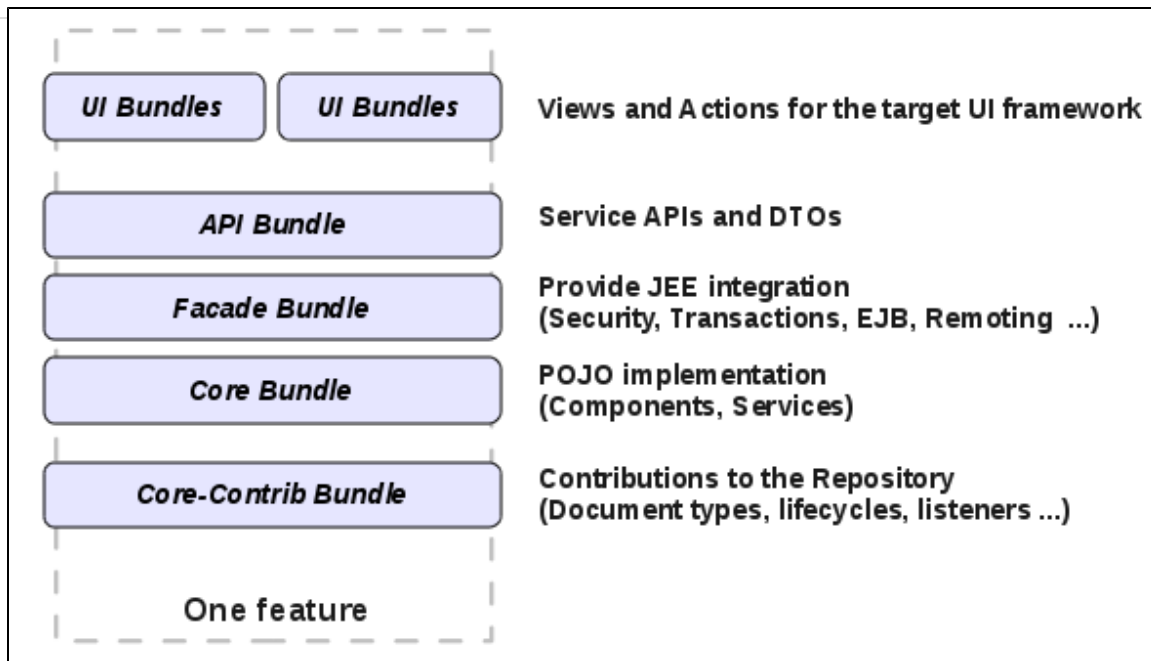 UI Bundles UI Bundles Views and Actions for the target UI framework
API Bundle Service APIs and DTOs
Facade Bundle Provide JEE integration
(Security, Transactions, EJB, Remoting ...)
Core Bundle POJO implementation
(Components, Services)
Core-Contrib Bundle Contributions to the Repository
(Document types, lifecycles, listeners ...)
One feature